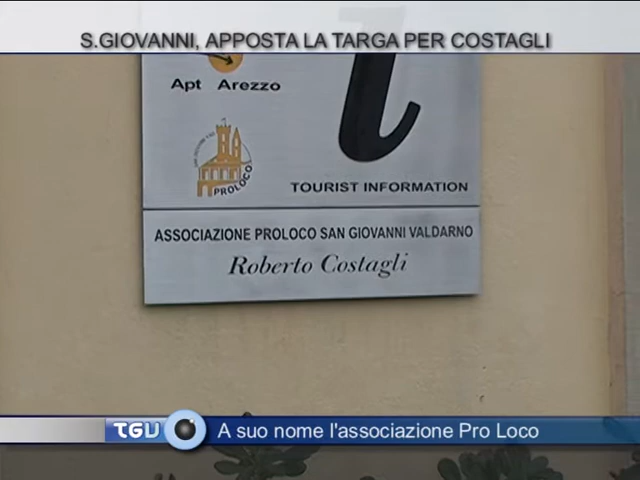 S.GIOVANNI, APPOSTA LA TARGA PER COSTAGLI
Apt Arezzo
PROLOCO
TOURIST INFORMATION
ASSOCIAZIONE PROLOCO SAN GIOVANNI VALDARNO
Roberto Costagli
TGV A suo nome l'associazione Pro Loco